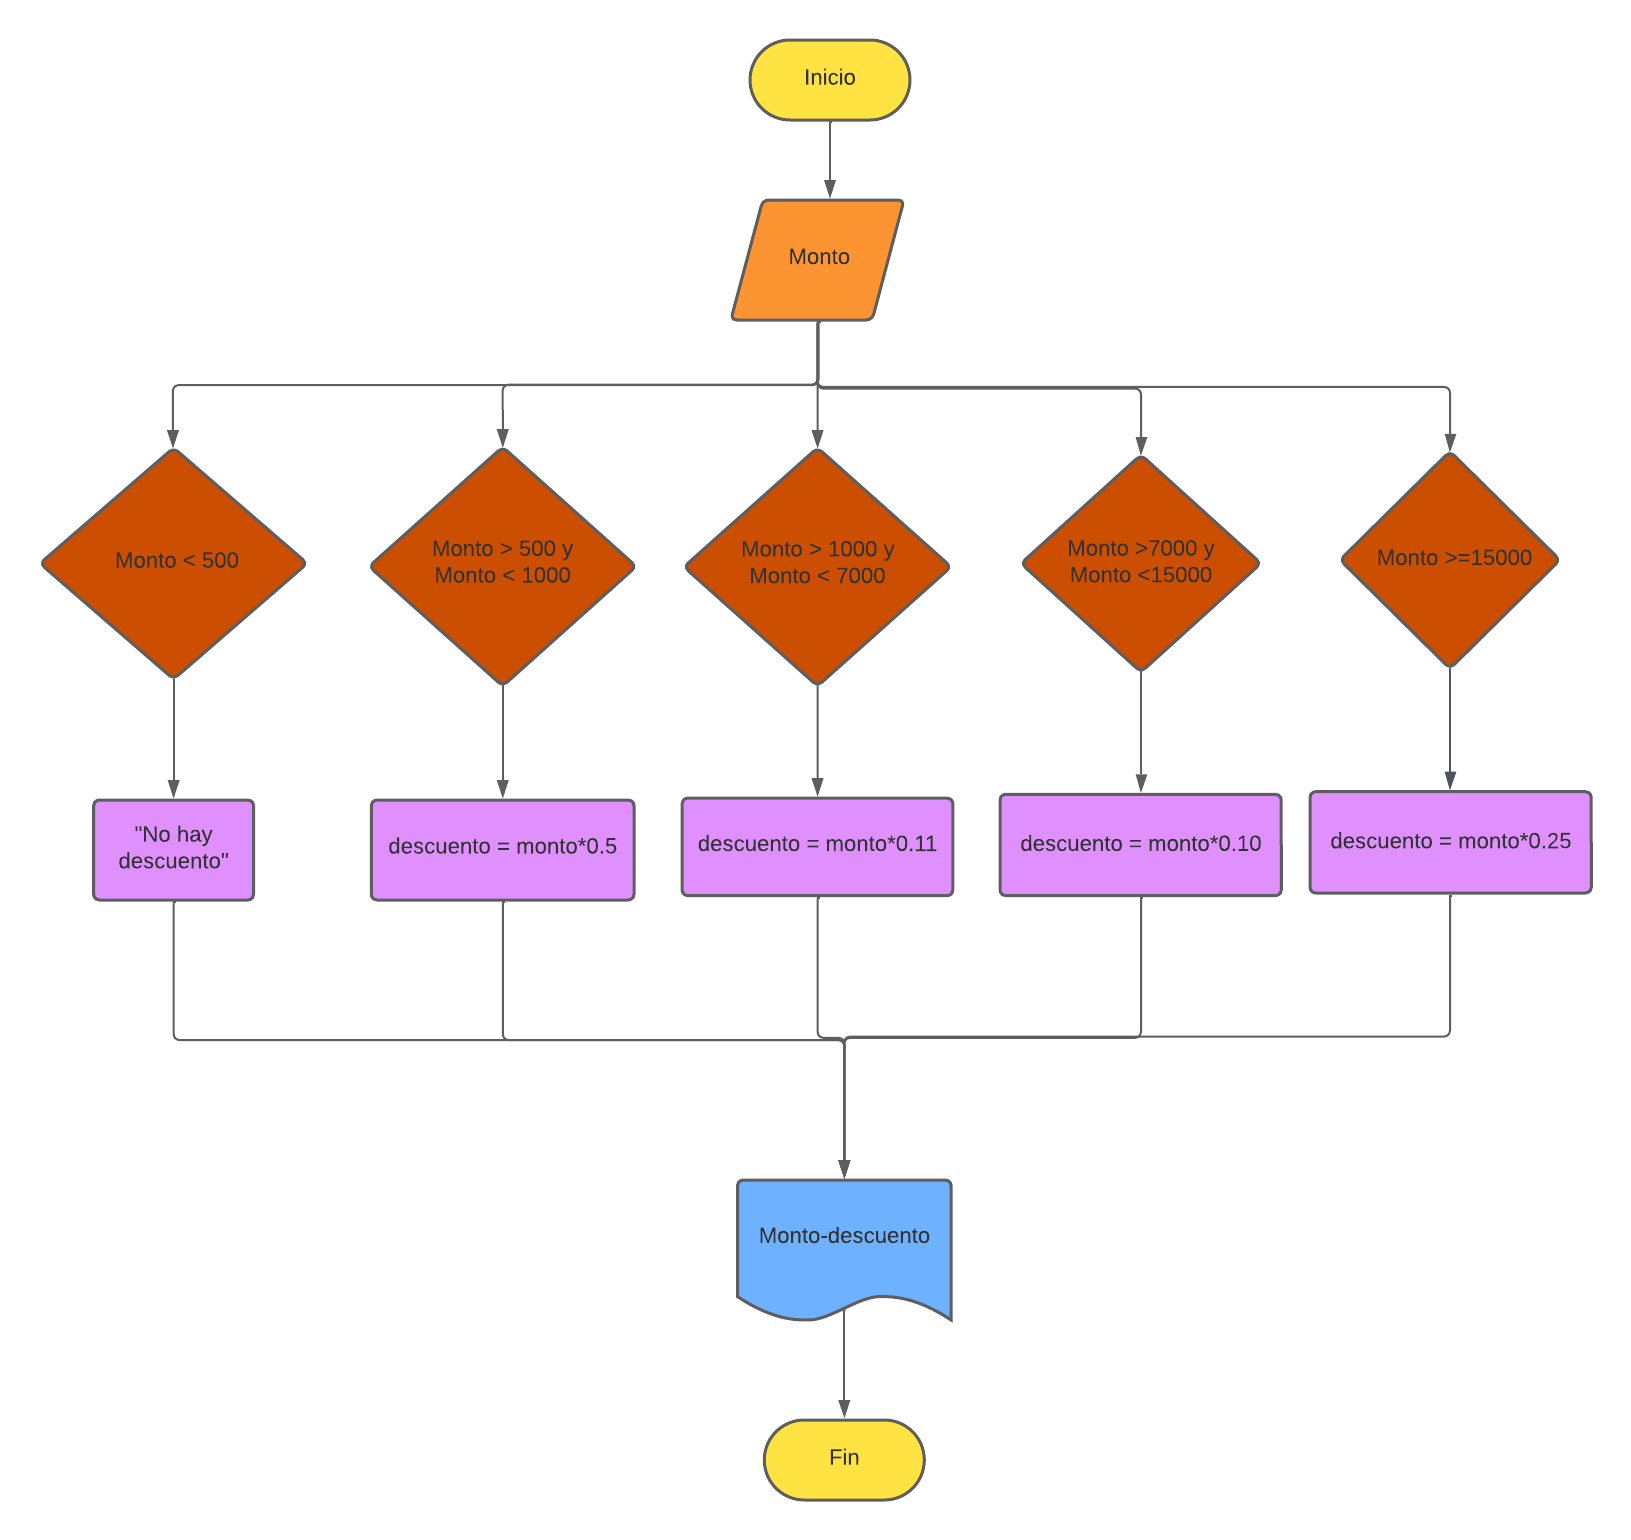 Inicio
Monto
Monto < 500
Monto > 500 y
Monto < 1000
Monto > 1000 y
Monto < 7000
Monto >7000 y
Monto <15000
Monto >=15000
"No hay
descuento"
descuento = monto*0.5
descuento = monto*0.11
descuento = monto*0.10
descuento = monto*0.25
Monto-descuento
Fin